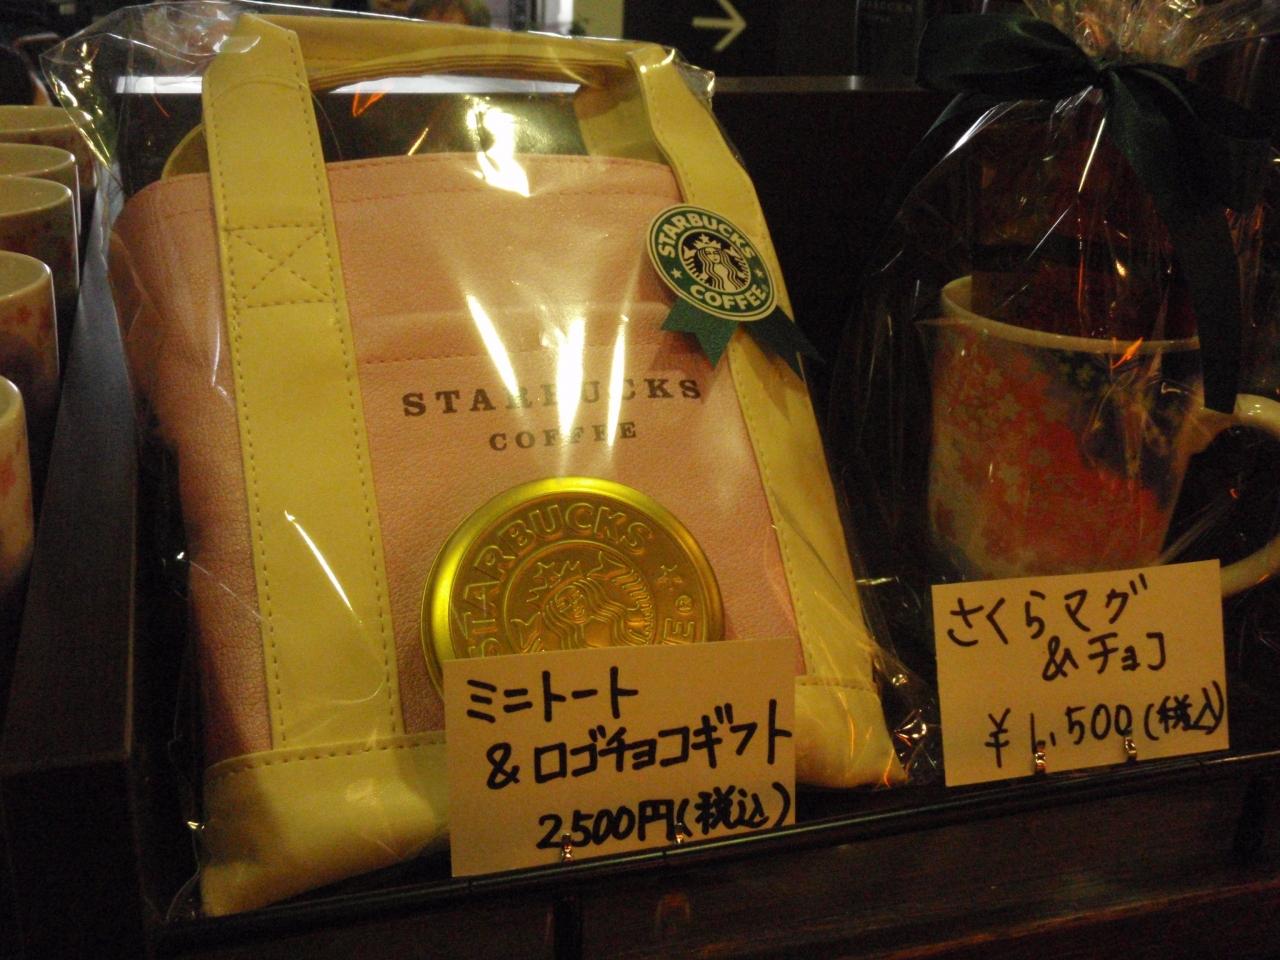 STARBUCKS
COFFEE
STARBUCKS
COFFEE
STARBUCKS
ミニトート
&ロゴチョコギフト
2500円(税込)
さくらマグ
&チョコ
¥1,500(税込)